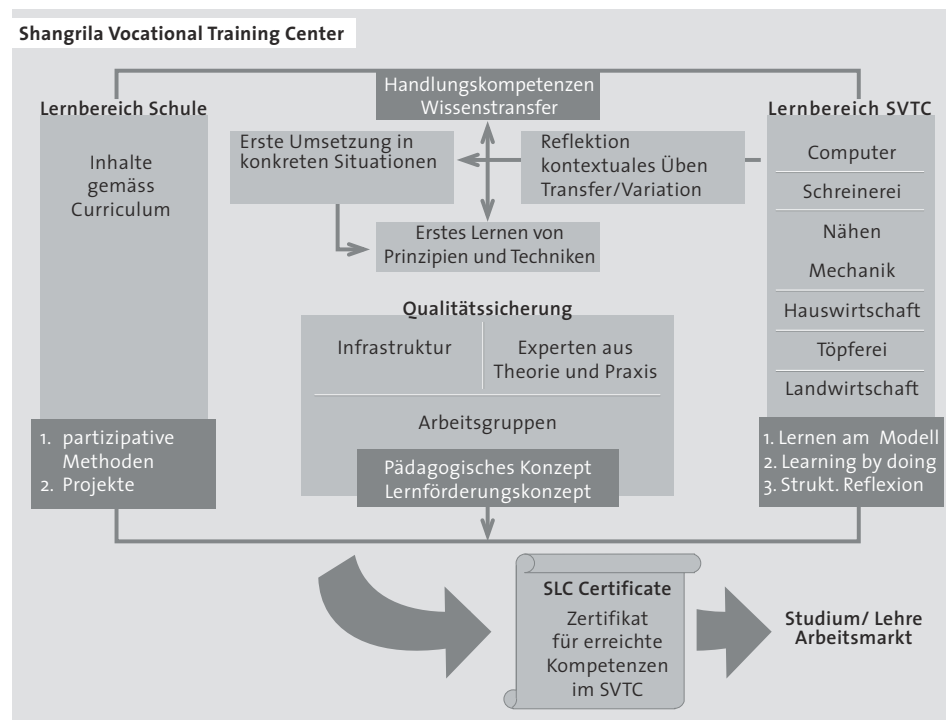 Shangrila Vocational Training Center
Handlungskompetenzen
Wissenstransfer
Lernbereich Schule
Inhalte
gemäss
Curriculum
1. partizipative
Methoden
2. Projekte
Erste Umsetzung in
konkreten Situationen
Reflektion
kontextuales Üben
Transfer/Variation
Erstes Lernen von
Prinzipien und Techniken
Qualitätssicherung
Infrastruktur
Experten aus
Theorie und Praxis
Arbeitsgruppen
Pädagogisches Konzept
Lernförderungskonzept
Lernbereich SVTC
Computer
Schreinerei
Nähen
Mechanik
Hauswirtschaft
Töpferei
Landwirtschaft
1. Lernen am Modell
2. Learning by doing
3. Strukt. Reflexion
SLC Certificate
Zertifikat
für erreichte
Kompetenzen
im SVTC
Studium/ Lehre
Arbeitsmarkt